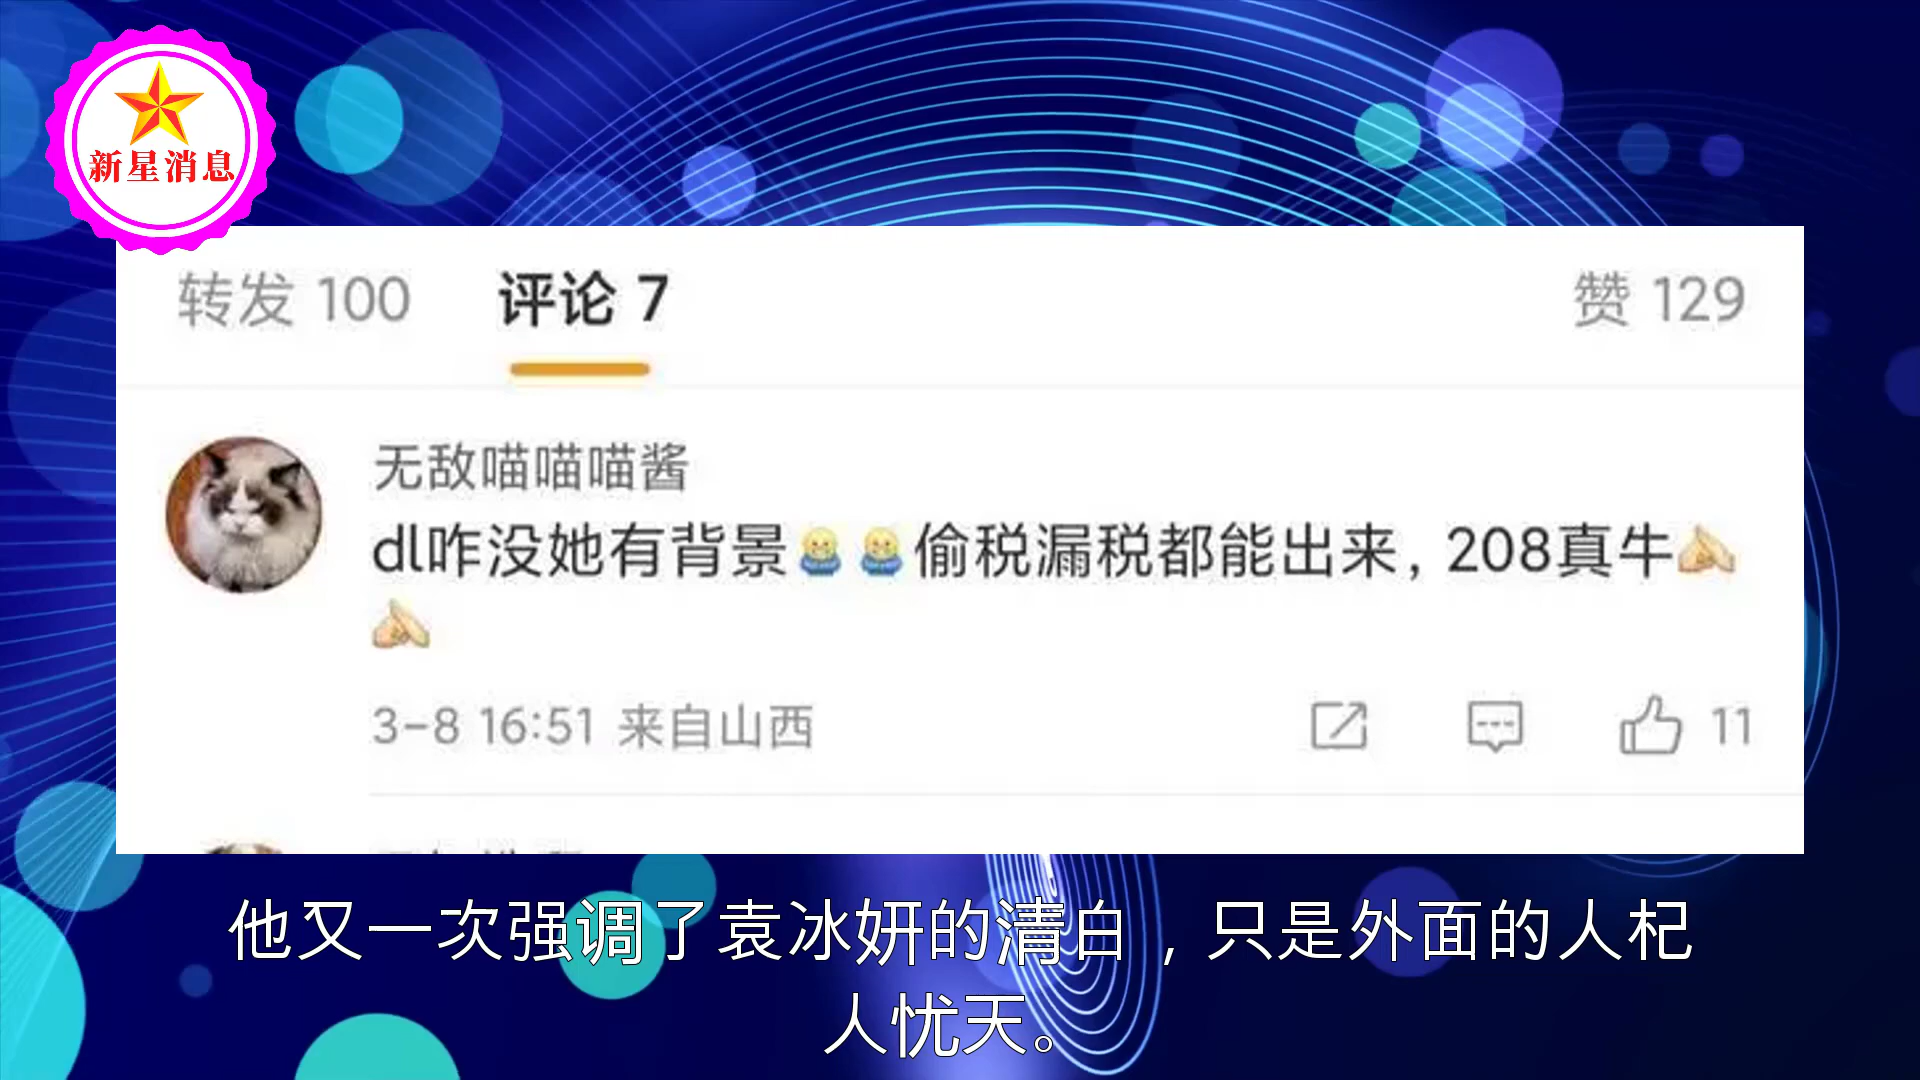 新星消息
转发 100 评论 7 赞 129
无敌喵喵喵酱
dl咋没她有背景偷税漏税都能出来，208真牛
3-8 16:51 来自山西
11
他又一次强调了袁冰妍的清白，只是外面的人杞
人忧天。